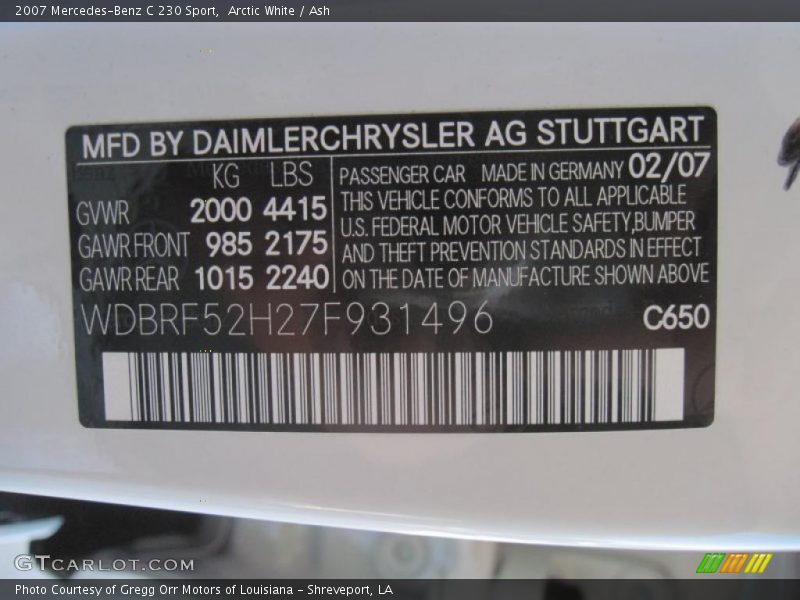 2007 Mercedes-Benz C 230 Sport, Arctic White / Ash
MFD BY DAIMLERCHRYSLER AG STUTTGART
KG LBS
GVWR 2000 4415
GAWR FRONT 985 2175
GAWR REAR 1015 2240
PASSENGER CAR MADE IN GERMANY 02/07
THIS VEHICLE CONFORMS TO ALL APPLICABLE
U.S. FEDERAL MOTOR VEHICLE SAFETY,BUMPER
AND THEFT PREVENTION STANDARDS IN EFFECT
ON THE DATE OF MANUFACTURE SHOWN ABOVE
WDBRF52H27F931496
C650
GTCARLOT.COM
Photo Courtesy of Gregg Orr Motors of Louisiana - Shreveport, LA